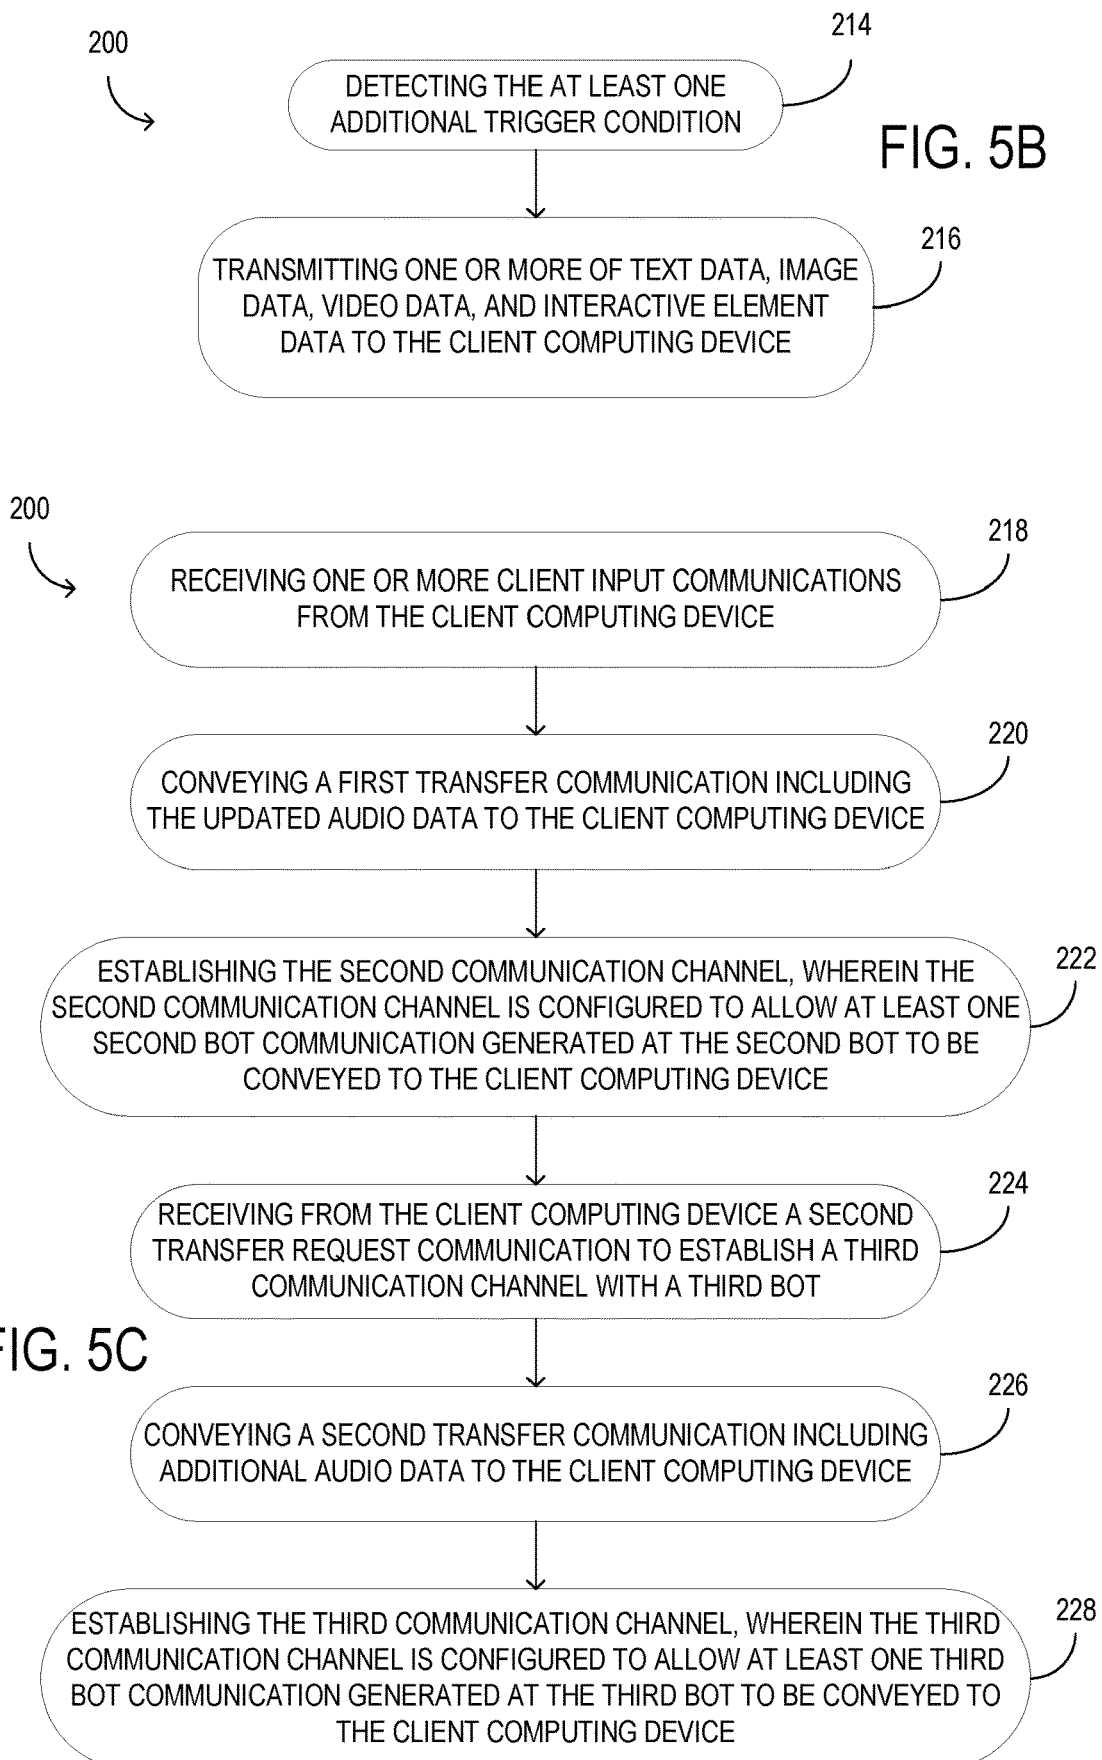 200
214
DETECTING THE AT LEAST ONE
ADDITIONAL TRIGGER CONDITION
FIG. 5B
216
TRANSMITTING ONE OR MORE OF TEXT DATA, IMAGE
DATA, VIDEO DATA, AND INTERACTIVE ELEMENT
DATA TO THE CLIENT COMPUTING DEVICE
200
218
RECEIVING ONE OR MORE CLIENT INPUT COMMUNICATIONS
FROM THE CLIENT COMPUTING DEVICE
220
CONVEYING A FIRST TRANSFER COMMUNICATION INCLUDING
THE UPDATED AUDIO DATA TO THE CLIENT COMPUTING DEVICE
222
ESTABLISHING THE SECOND COMMUNICATION CHANNEL, WHEREIN THE
SECOND COMMUNICATION CHANNEL IS CONFIGURED TO ALLOW AT LEAST ONE
SECOND BOT COMMUNICATION GENERATED AT THE SECOND BOT TO BE
CONVEYED TO THE CLIENT COMPUTING DEVICE
224
RECEIVING FROM THE CLIENT COMPUTING DEVICE A SECOND
TRANSFER REQUEST COMMUNICATION TO ESTABLISH A THIRD
COMMUNICATION CHANNEL WITH A THIRD BOT
FIG. 5C
226
CONVEYING A SECOND TRANSFER COMMUNICATION INCLUDING
ADDITIONAL AUDIO DATA TO THE CLIENT COMPUTING DEVICE
228
ESTABLISHING THE THIRD COMMUNICATION CHANNEL, WHEREIN THE THIRD
COMMUNICATION CHANNEL IS CONFIGURED TO ALLOW AT LEAST ONE THIRD
BOT COMMUNICATION GENERATED AT THE THIRD BOT TO BE CONVEYED TO
THE CLIENT COMPUTING DEVICE